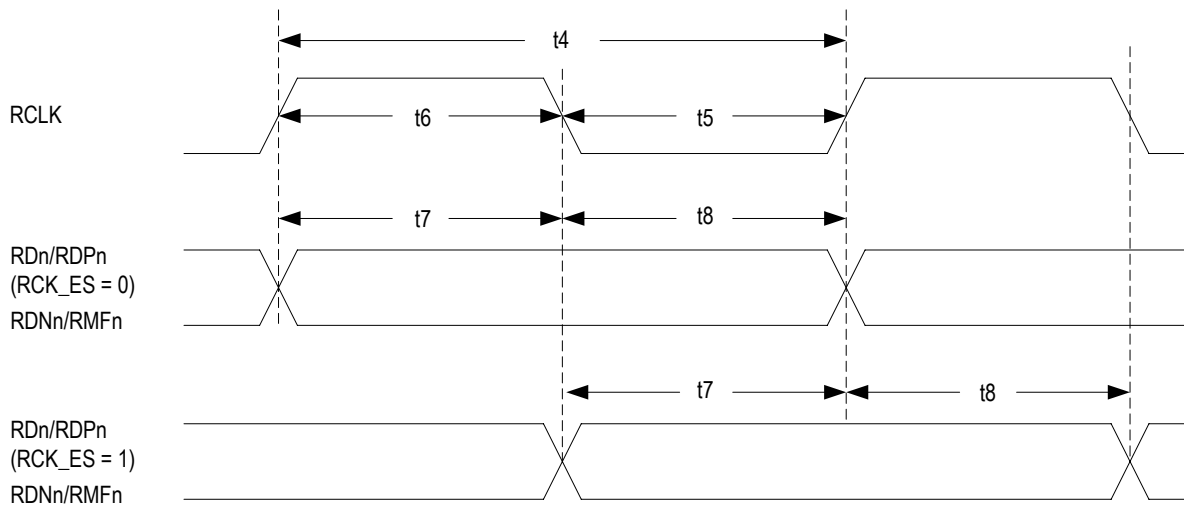 t4
RCLK
t6 t5
t7 t8
RDn/RDPn
(RCK_ES = 0)
RDNn/RMFn
t7 t8
RDn/RDPn
(RCK_ES = 1)
RDNn/RMFn